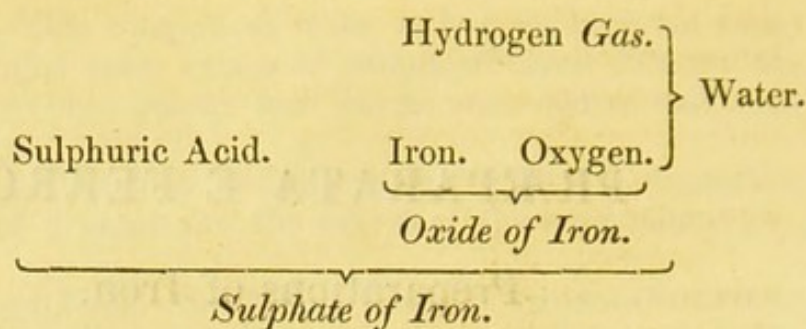 Hydrogen Gas.
Water.
Sulphuric Acid. Iron. Oxygen.
Oxide of Iron.
Sulphate of Iron.